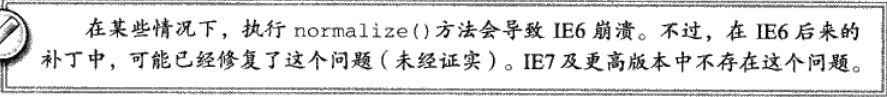 在某些情况下，执行 normalize()方法会导致 IE6 崩溃。不过，在 IE6 后来的
补丁中，可能已经修复了这个问题（未经证实）。IE7 及更高版本中不存在这个问题。